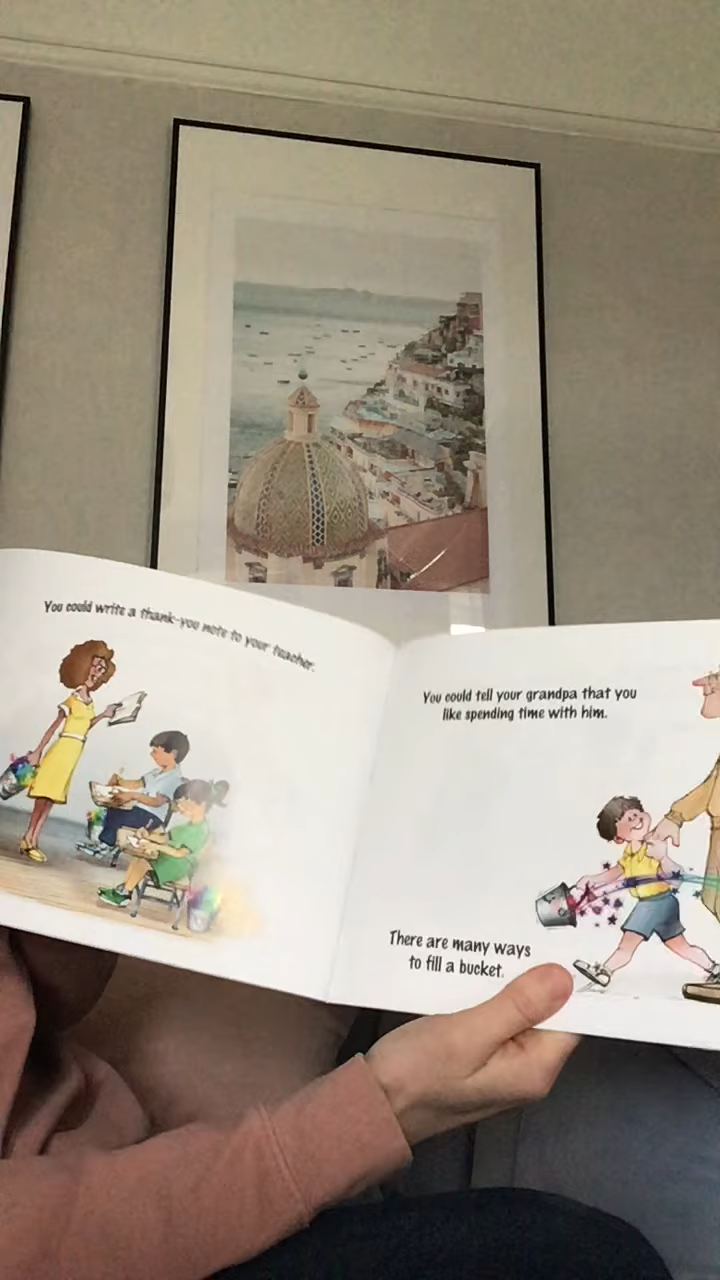 You could write a thank-you note to your teacher.
You could tell your grandpa that you
like spending time with him.
There are many ways
to fill a bucket.